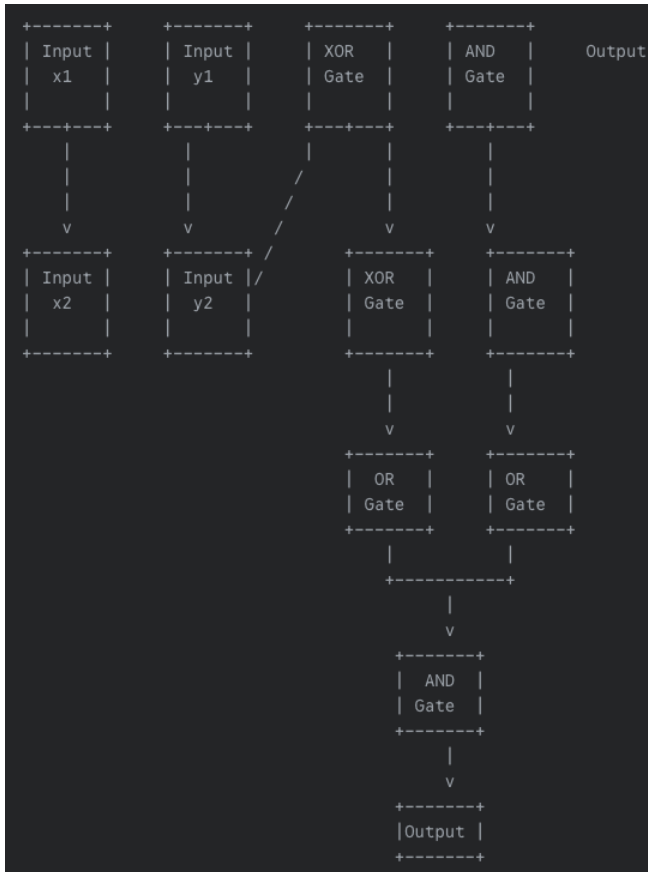 +-------+     +-------+     +-------+     +-------+
| Input |     | Input |     | XOR   |     | AND   |     Output
|  x1   |     |  y1   |     | Gate  |     | Gate  |
|       |     |       |     |       |     |       |
+---+---+     +---+---+     +---+---+     +---+---+
    |           |           |       |         |
    |           |          /        |         |
    |           |         /         |         |
    v           v        /          v         v
+-------+     +-------+ /       +-------+     +-------+
| Input |     | Input |/        | XOR   |     | AND   |
|  x2   |     |  y2   |         | Gate  |     | Gate  |
|       |     |       |         |       |     |       |
+-------+     +-------+         +-------+     +-------+
                                    |           |
                                    |           |
                                    v           v
                                +-------+     +-------+
                                |  OR   |     | OR    |
                                | Gate  |     | Gate  |
                                +-------+     +-------+
                                    |           |
                                    +-----------+
                                          |
                                          v
                                     +-------+
                                     |  AND  |
                                     | Gate  |
                                     +-------+
                                          |
                                          v
                                     +-------+
                                     |Output |
                                     +-------+